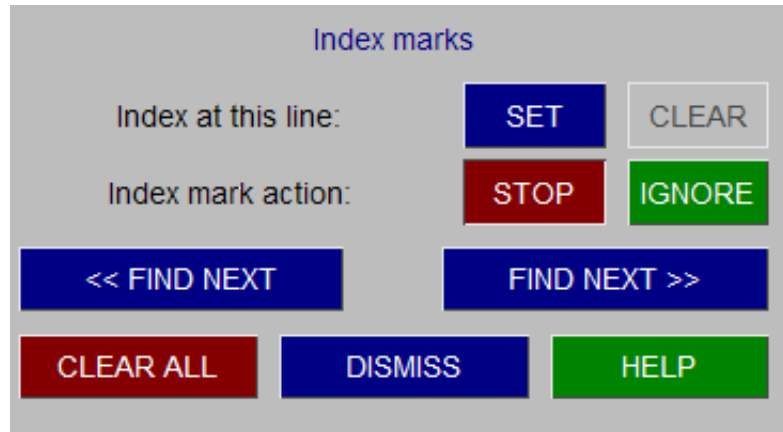 Index marks
Index at this line: SET CLEAR
Index mark action: STOP IGNORE
<< FIND NEXT FIND NEXT >>
CLEAR ALL DISMISS HELP